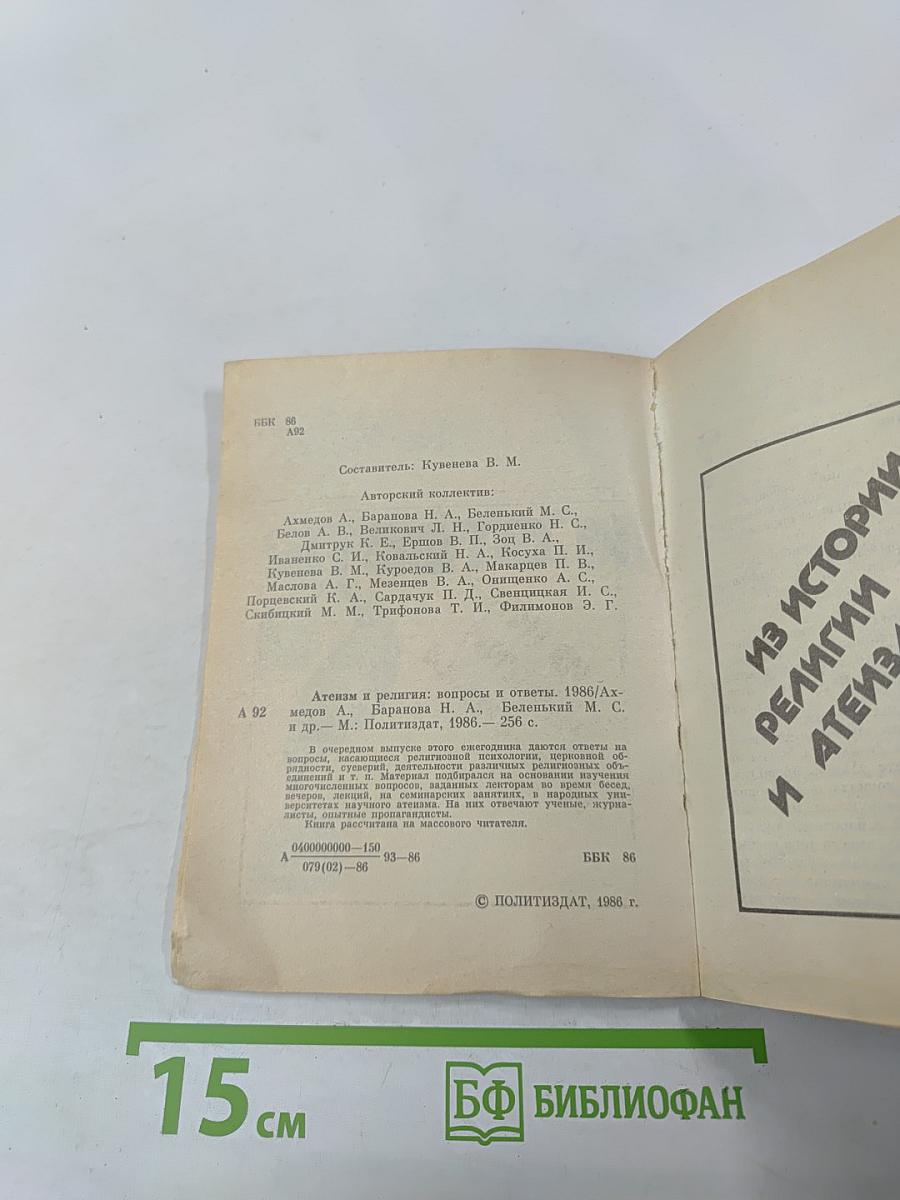 ББК 86
А92
Составитель: Кувенева В. М.
Авторский коллектив:
Ахмедов А., Баранова Н. А., Беленький М. С.,
Белов А. В., Великович Л. Н., Гордиенко Н. С.,
Дмитрук К. Е., Ершов В. П., Зоц В. А.,
Иваненко С. И., Ковальский Н. А., Косуха П. И.,
Кувенева В. М., Куроедов В. А., Макарцев П. В.,
Маслова А. Г., Мезенцев В. А., Онищенко А. С.,
Порцевский К. А., Сардачук П. Д., Свенцицкая И. С.,
Скибицкий М. М., Трифонова Т. И., Филимонов Э. Г.
Атеизм и религия: вопросы и ответы. 1986/Ах-
А 92 медов А., Баранова Н. А., Беленький М. С.
и др.— М.: Политиздат, 1986.— 256 с.
В очередном выпуске этого ежегодника даются ответы на
вопросы, касающиеся религиозной психологии, церковной об-
рядности, суеверий, деятельности различных религиозных объ-
единений и т. п. Материал подбирался на основании изучения
многочисленных вопросов, заданных лекторам во время бесед,
вечеров, лекций, на семинарских занятиях, в народных уни-
верситетах научного атеизма. На них отвечают ученые, журна-
листы, опытные пропагандисты.
Книга рассчитана на массового читателя.
А 0400000000—150 93—86
079(02)—86
ББК 86
© ПОЛИТИЗДАТ, 1986 г.
ИЗ ИСТОРИИ
РЕЛИГИИ
И АТЕИЗ
15 см
БФ БИБЛИОФАН